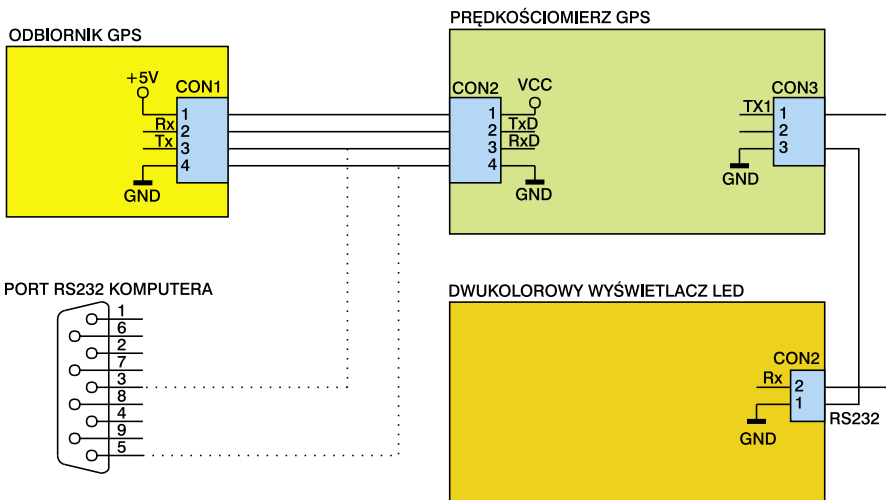 ODBIORNIK GPS
+5V
CON1
1
Rx 2
Tx 3
4
GND
PRĘDKOŚCIOMIERZ GPS
CON2
VCC
1
2 TxD
3 RxD
4
GND
CON3
TX1 1
2
3
GND
PORT RS232 KOMPUTERA
1
6
2
7
3
8
4
9
5
DWUKOLOROWY WYŚWIETLACZ LED
CON2
Rx 2
1
GND
RS232